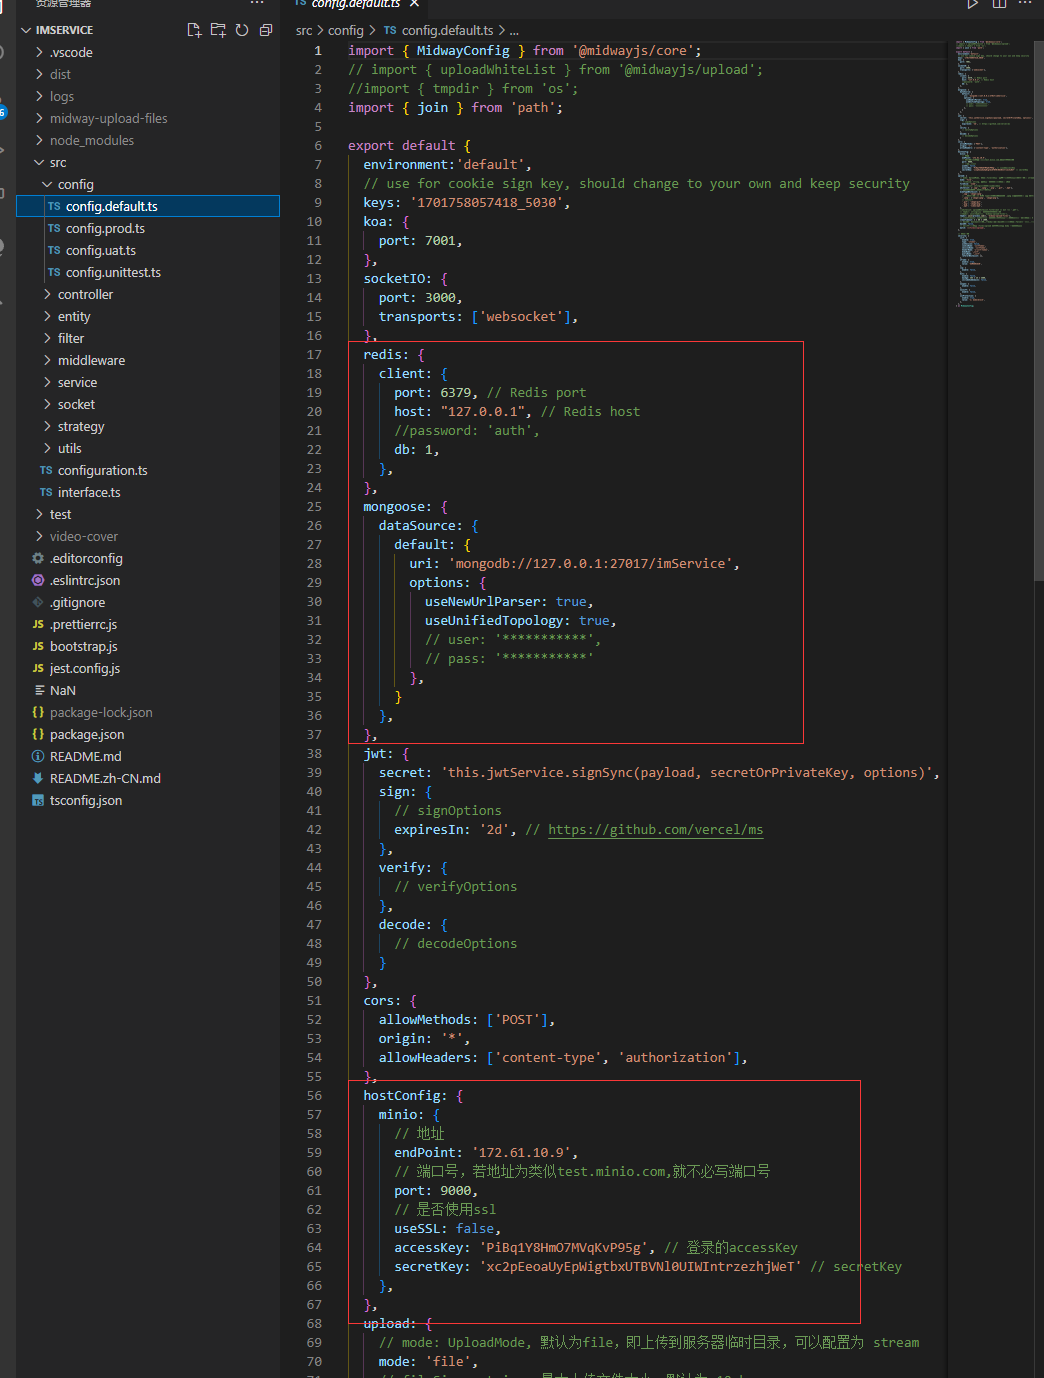 资源管理器
IMSERVICE
.vscode
dist
logs
midway-upload-files
node_modules
src
config
TS config.default.ts
TS config.prod.ts
TS config.uat.ts
TS config.unittest.ts
controller
entity
filter
middleware
service
socket
strategy
utils
TS configuration.ts
TS interface.ts
test
video-cover
.editorconfig
.eslintrc.json
.gitignore
JS .prettierrc.js
JS bootstrap.js
JS jest.config.js
NaN
{} package-lock.json
{} package.json
README.md
README.zh-CN.md
TS tsconfig.json
TS config.default.ts
src > config > TS config.default.ts > ...
1 import { MidwayConfig } from '@midwayjs/core';
2 // import { uploadWhiteList } from '@midwayjs/upload';
3 //import { tmpdir } from 'os';
4 import { join } from 'path';
5
6 export default {
7 environment:'default',
8 // use for cookie sign key, should change to your own and keep security
9 keys: '1701758057418_5030',
10 koa: {
11 port: 7001,
12 },
13 socketIO: {
14 port: 3000,
15 transports: ['websocket'],
16 },
17 redis: {
18 client: {
19 port: 6379, // Redis port
20 host: "127.0.0.1", // Redis host
21 //password: 'auth',
22 db: 1,
23 },
24 },
25 mongoose: {
26 dataSource: {
27 default: {
28 uri: 'mongodb://127.0.0.1:27017/imService',
29 options: {
30 useNewUrlParser: true,
31 useUnifiedTopology: true,
32 // user: '***********',
33 // pass: '***********'
34 },
35 }
36 },
37 },
38 jwt: {
39 secret: 'this.jwtService.signSync(payload, secretOrPrivateKey, options)',
40 sign: {
41 // signOptions
42 expiresIn: '2d', // https://github.com/vercel/ms
43 },
44 verify: {
45 // verifyOptions
46 },
47 decode: {
48 // decodeOptions
49 }
50 },
51 cors: {
52 allowMethods: ['POST'],
53 origin: '*',
54 allowHeaders: ['content-type', 'authorization'],
55 },
56 hostConfig: {
57 minio: {
58 // 地址
59 endPoint: '172.61.10.9',
60 // 端口号，若地址为类似test.minio.com,就不必写端口号
61 port: 9000,
62 // 是否使用ssl
63 useSSL: false,
64 accessKey: 'PiBq1Y8HmO7MVqKvP95g', // 登录的accessKey
65 secretKey: 'xc2pEeoaUyEpWigtbxUTBVNl0UIWIntrzezhjWeT' // secretKey
66 },
67 },
68 upload: {
69 // mode: UploadMode, 默认为file，即上传到服务器临时目录，可以配置为 stream
70 mode: 'file',